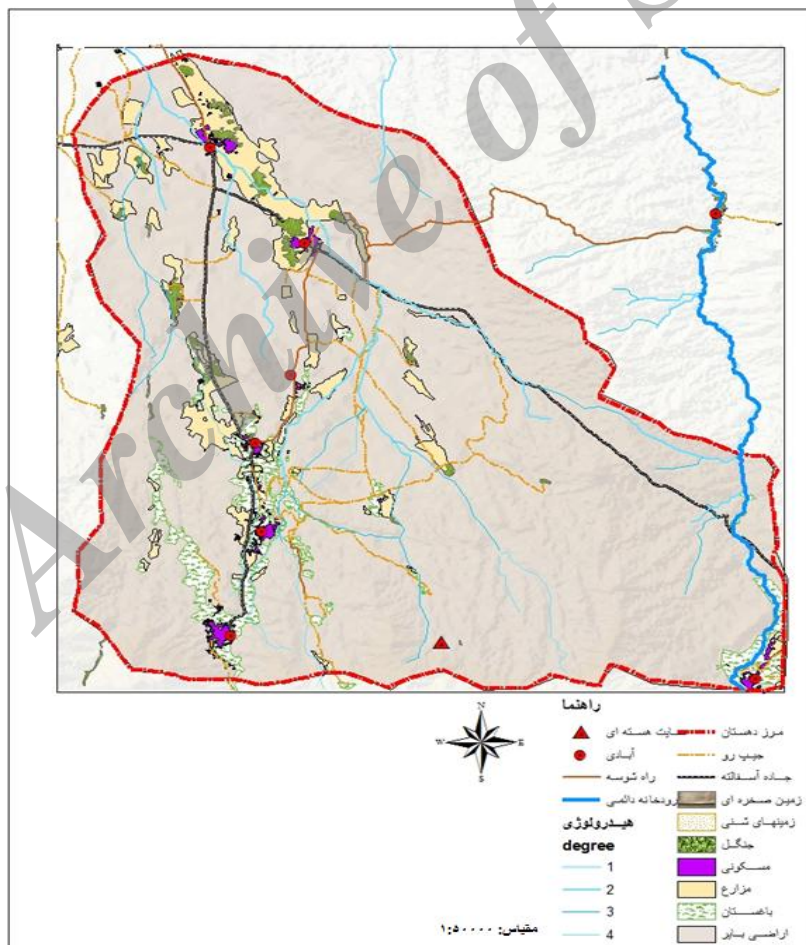 Archive of S
N
W E
S
راهنما
سایت هسته ای
مرز دهستان
آبادی
جیپ رو
راه شوسه
جاده آسفالته
رودخانه دائمی
زمین صخره ای
هیدرولوژی
زمینهای شنی
degree
جنگل
1
مسکونی
2
مزارع
3
باغستان
4
اراضی بایر
مقیاس: ۱:۵۰۰۰۰